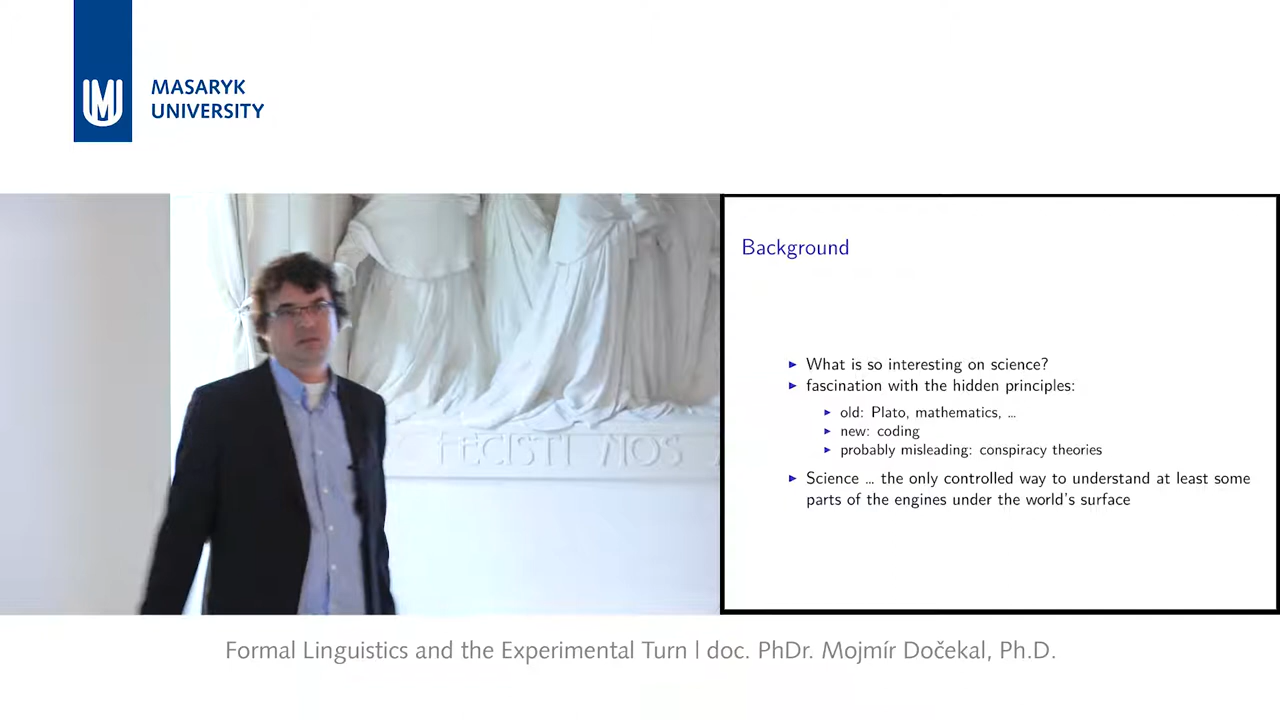 MASARYK
UNIVERSITY
FECISTI NOS
Background
What is so interesting on science?
fascination with the hidden principles:
old: Plato, mathematics, ...
new: coding
probably misleading: conspiracy theories
Science ... the only controlled way to understand at least some
parts of the engines under the world's surface
Formal Linguistics and the Experimental Turn | doc. PhDr. Mojmír Dočekal, Ph.D.